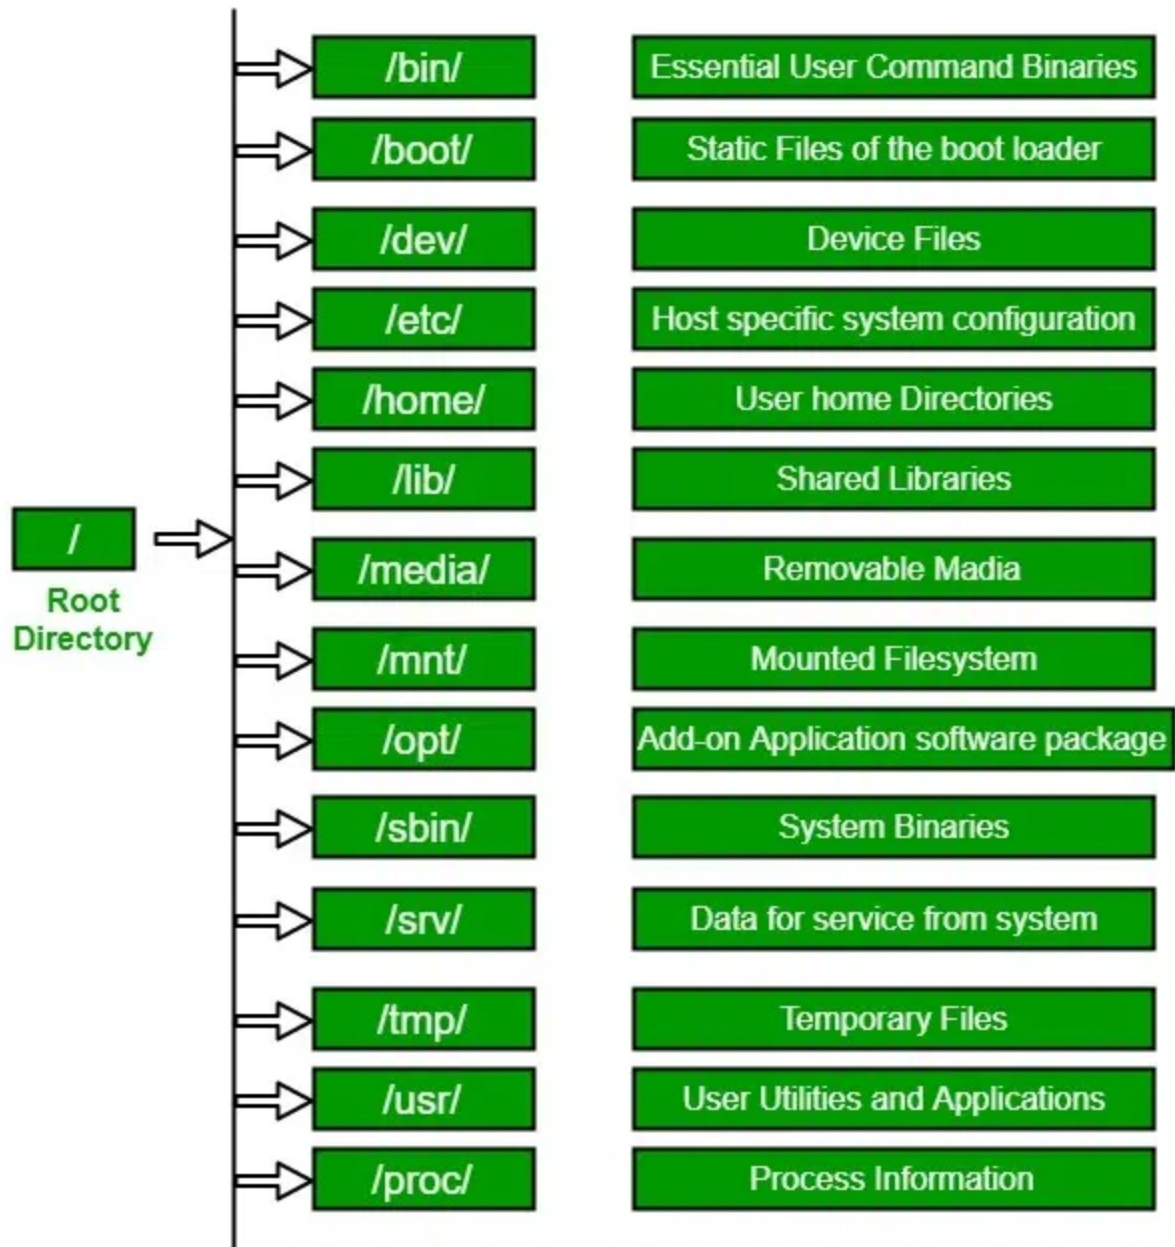 /bin/ Essential User Command Binaries
/boot/ Static Files of the boot loader
/dev/ Device Files
/etc/ Host specific system configuration
/home/ User home Directories
/lib/ Shared Libraries
/
Root
Directory
/media/ Removable Madia
/mnt/ Mounted Filesystem
/opt/ Add-on Application software package
/sbin/ System Binaries
/srv/ Data for service from system
/tmp/ Temporary Files
/usr/ User Utilities and Applications
/proc/ Process Information